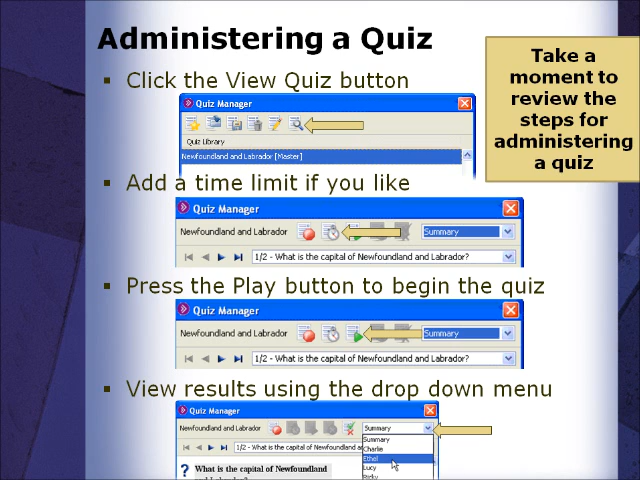 Administering a Quiz
Take a
moment to
review the
steps for
administering
a quiz
▪ Click the View Quiz button
Quiz Manager
Quiz Library
Newfoundland and Labrador [Master]
▪ Add a time limit if you like
Quiz Manager
Newfoundland and Labrador
Summary
1/2 - What is the capital of Newfoundland and Labrador?
▪ Press the Play button to begin the quiz
Quiz Manager
Newfoundland and Labrador
Summary
1/2 - What is the capital of Newfoundland and Labrador?
▪ View results using the drop down menu
Quiz Manager
Newfoundland and Labrador
Summary
Summary
1/2 - What is the capital of Newfoundland an
Charlie
Ethel
? What is the capital of Newfoundland
Lucy
and Labrador?
Ricky